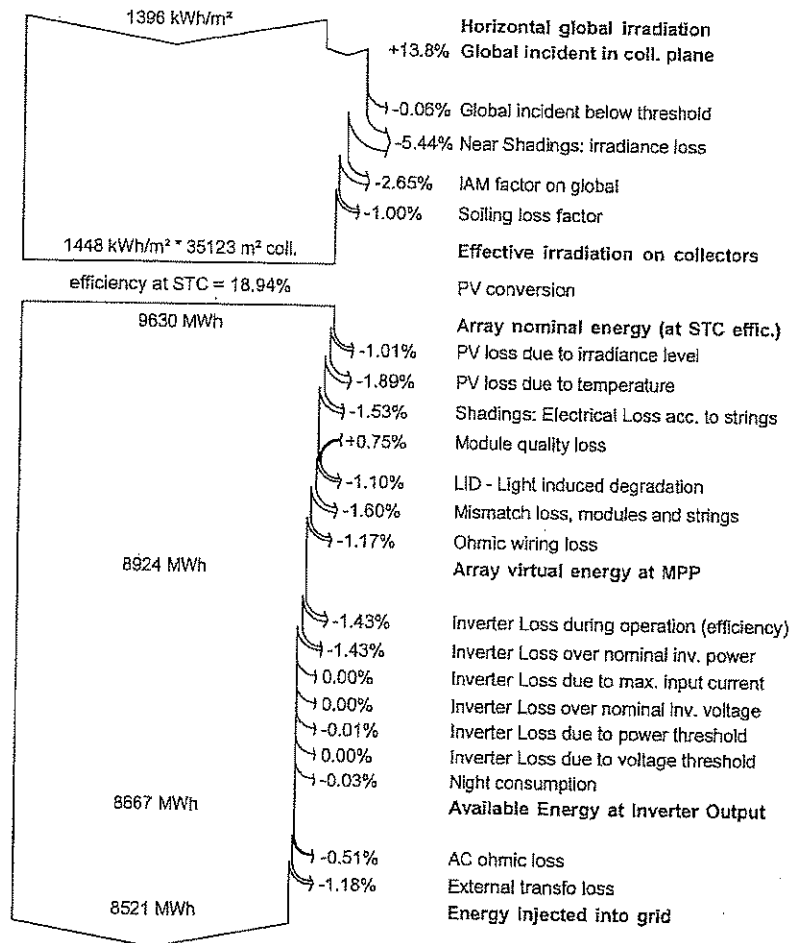 1396 kWh/m²
Horizontal global irradiation
+13.8% Global incident in coll. plane
-0.06% Global incident below threshold
-5.44% Near Shadings: irradiance loss
-2.65% IAM factor on global
-1.00% Soiling loss factor
1448 kWh/m² * 35123 m² coll. Effective irradiation on collectors
efficiency at STC = 18.94% PV conversion
9630 MWh Array nominal energy (at STC effic.)
-1.01% PV loss due to irradiance level
-1.89% PV loss due to temperature
-1.53% Shadings: Electrical Loss acc. to strings
+0.75% Module quality loss
-1.10% LID - Light induced degradation
-1.60% Mismatch loss, modules and strings
-1.17% Ohmic wiring loss
8924 MWh Array virtual energy at MPP
-1.43% Inverter Loss during operation (efficiency)
-1.43% Inverter Loss over nominal inv. power
0.00% Inverter Loss due to max. input current
0.00% Inverter Loss over nominal inv. voltage
-0.01% Inverter Loss due to power threshold
0.00% Inverter Loss due to voltage threshold
-0.03% Night consumption
8667 MWh Available Energy at Inverter Output
-0.51% AC ohmic loss
-1.18% External transfo loss
8521 MWh Energy injected into grid